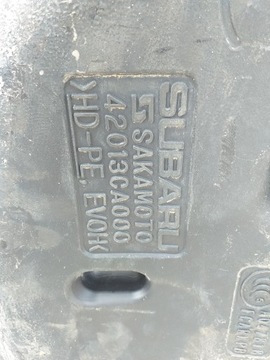 SUBARU
SAKAMOTO
42013CA000
>HD-PE, EVOH<